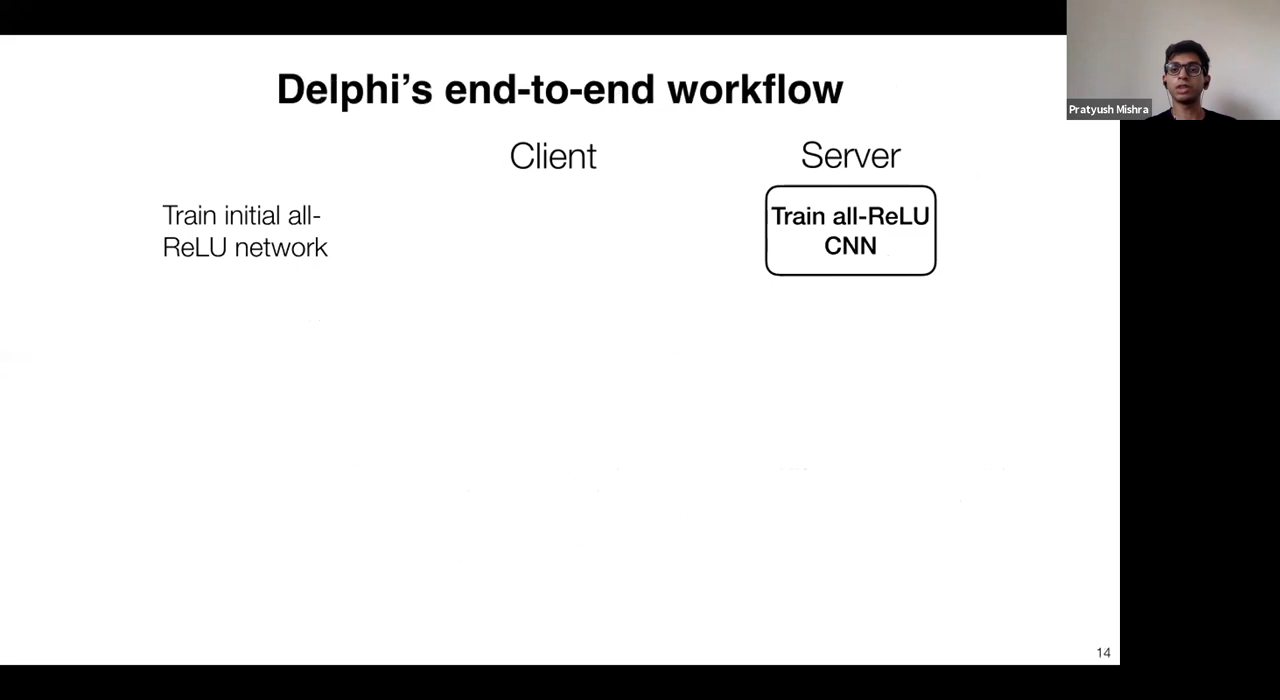 Delphi's end-to-end workflow
Client
Server
Train initial all-
ReLU network
Train all-ReLU
CNN
Pratyush Mishra
14